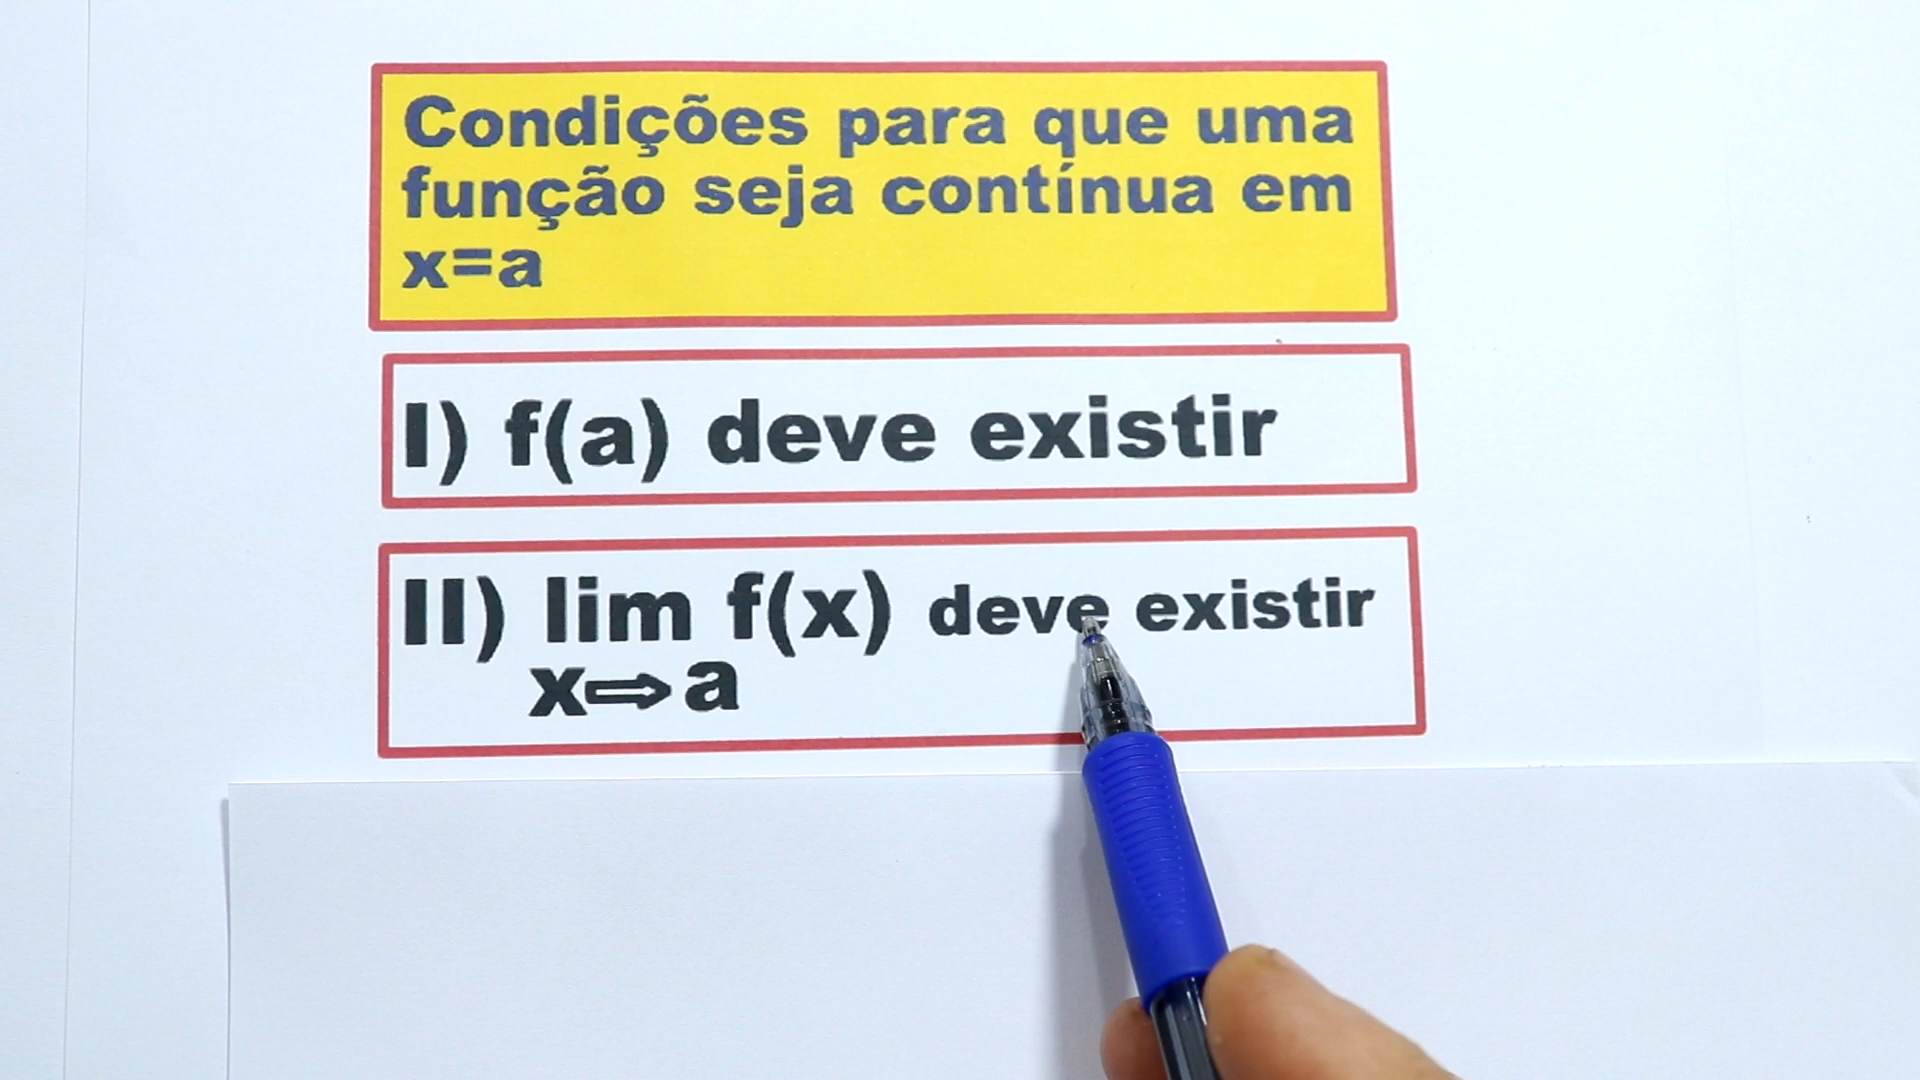 Condições para que uma
função seja contínua em
x=a
I) f(a) deve existir
II) lim f(x) deve existir
x⇒a